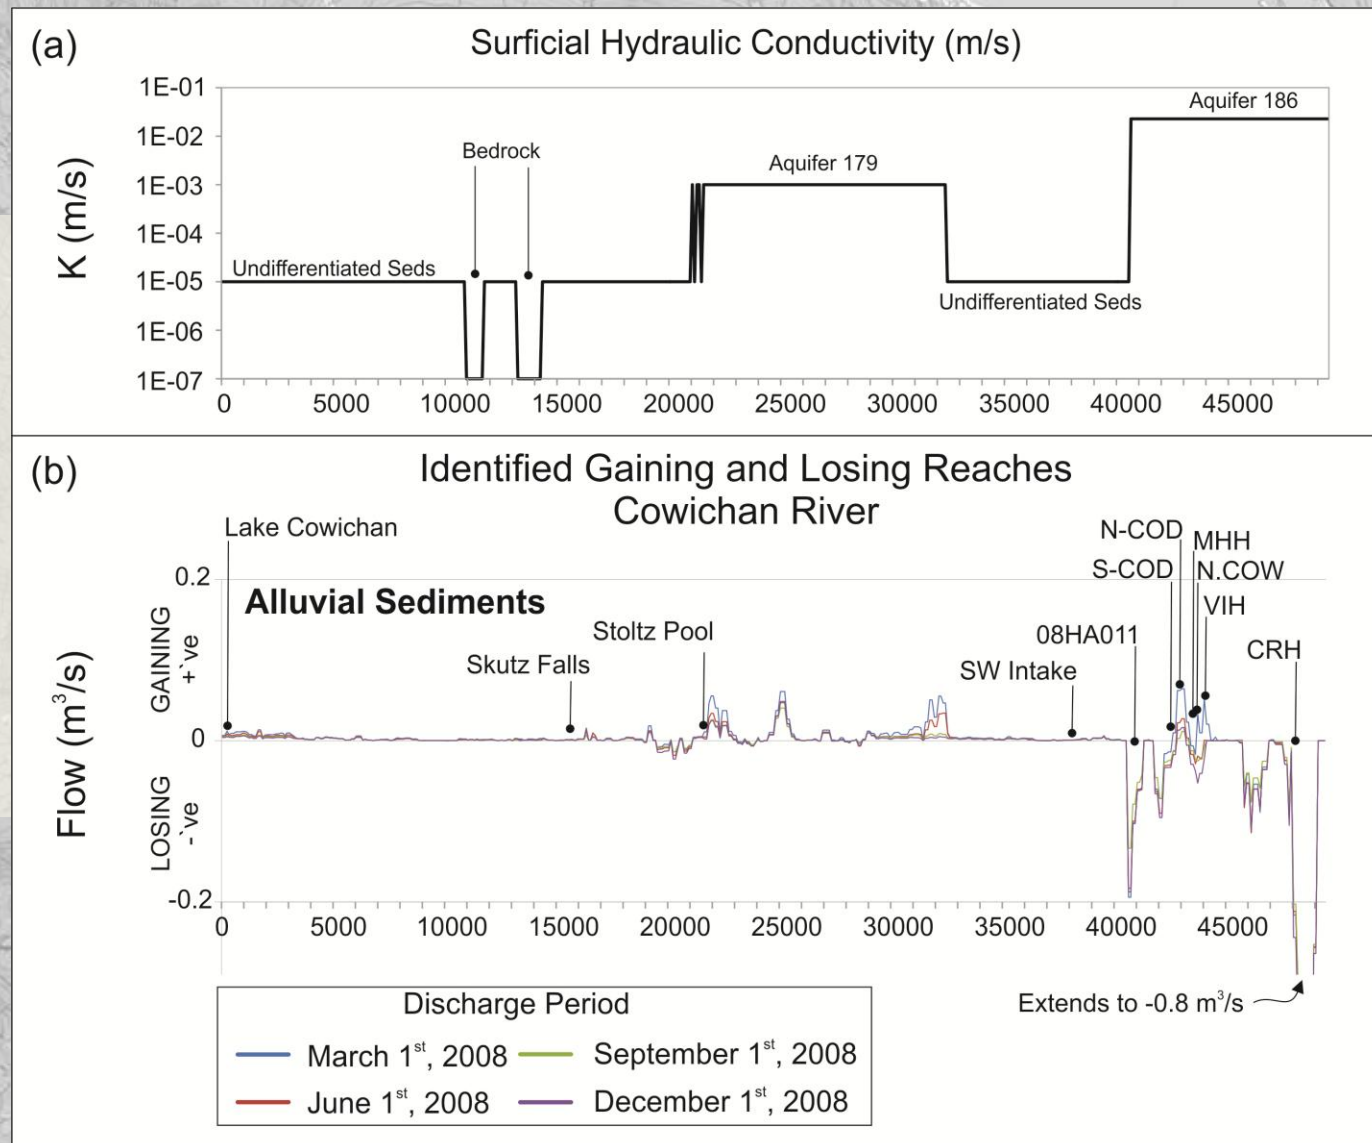 (a)
Surficial Hydraulic Conductivity (m/s)
K (m/s)
1E-01
1E-02
1E-03
1E-04
1E-05
1E-06
1E-07
Aquifer 186
Bedrock
Aquifer 179
Undifferentiated Seds
Undifferentiated Seds
0 5000 10000 15000 20000 25000 30000 35000 40000 45000
(b)
Identified Gaining and Losing Reaches
Cowichan River
Flow (m³/s)
GAINING
+`ve
LOSING
-`ve
0.2
0
-0.2
Lake Cowichan
Alluvial Sediments
Skutz Falls
Stoltz Pool
SW Intake
08HA011
S-COD
N-COD
MHH
N.COW
VIH
CRH
0 5000 10000 15000 20000 25000 30000 35000 40000 45000
Extends to -0.8 m³/s
Discharge Period
March 1st, 2008
September 1st, 2008
June 1st, 2008
December 1st, 2008